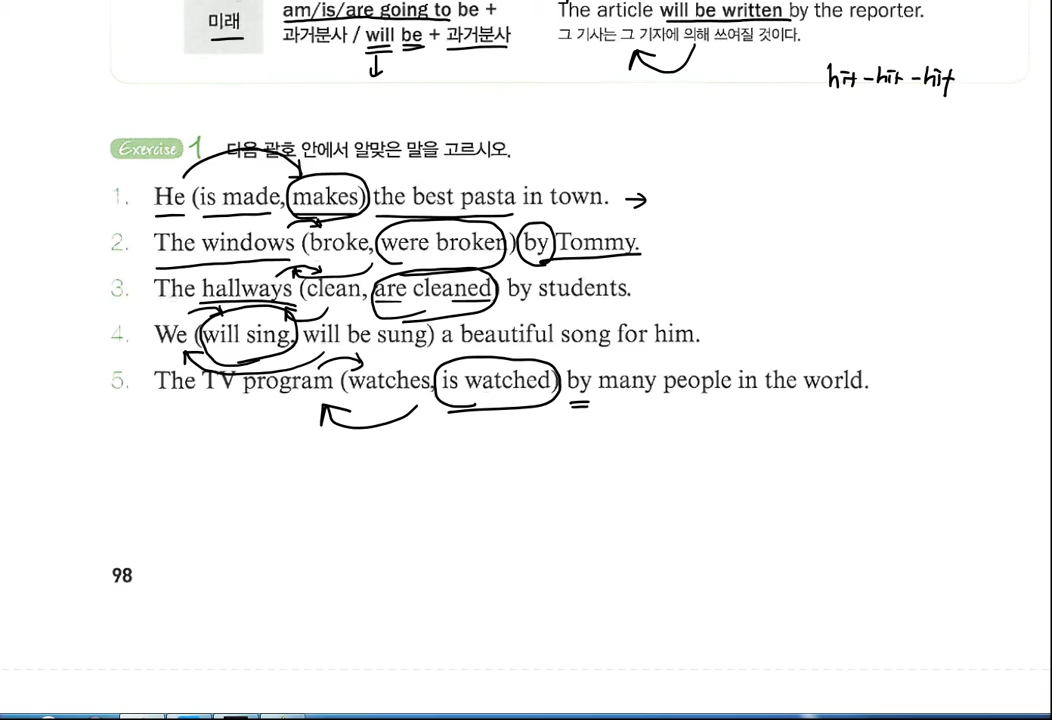 미래
am/is/are going to be +
과거분사 / will be + 과거분사
The article will be written by the reporter.
그 기사는 그 기자에 의해 쓰여질 것이다.
hit - hit - hit
Exercise 1 다음 괄호 안에서 알맞은 말을 고르시오.
1. He (is made, makes) the best pasta in town.
2. The windows (broke, were broken) by Tommy.
3. The hallways (clean, are cleaned) by students.
4. We (will sing, will be sung) a beautiful song for him.
5. The TV program (watches, is watched) by many people in the world.
98